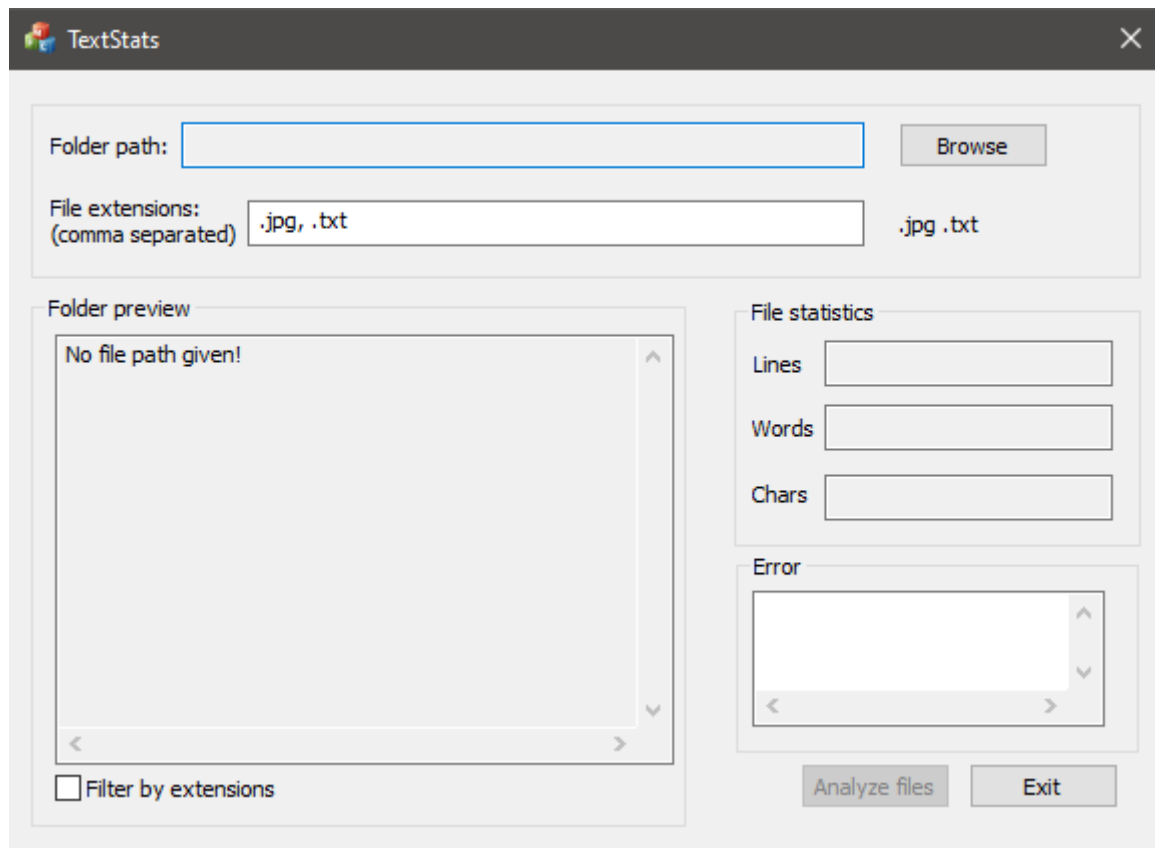 TextStats
Folder path:
Browse
File extensions:
(comma separated)
.jpg, .txt
.jpg .txt
Folder preview
No file path given!
Filter by extensions
File statistics
Lines
Words
Chars
Error
Analyze files
Exit